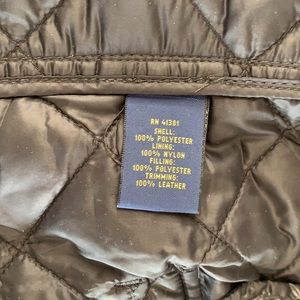 RN 41381
SHELL:
100% POLYESTER
LINING:
100% NYLON
FILLING:
100% POLYESTER
TRIMMING:
100% LEATHER